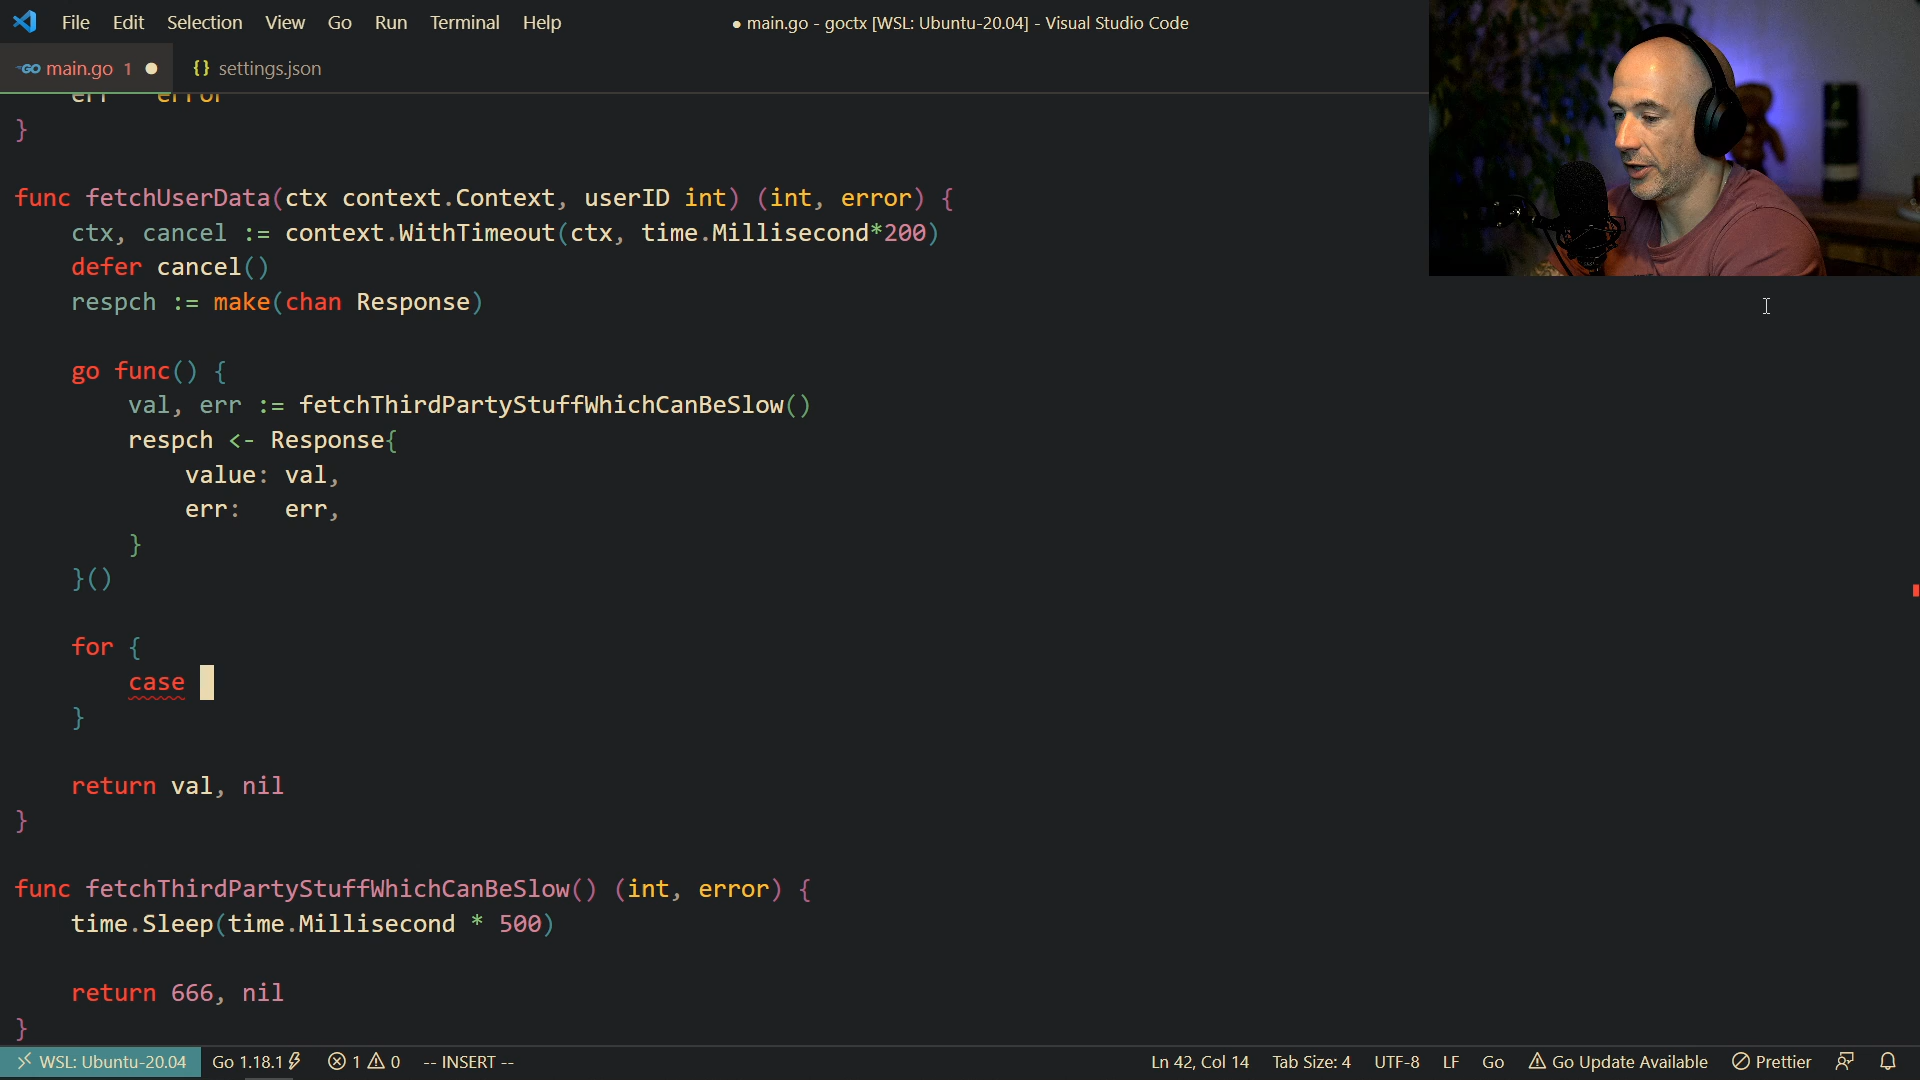 File Edit Selection View Go Run Terminal Help
● main.go - goctx [WSL: Ubuntu-20.04] - Visual Studio Code
GO main.go 1 ● {} settings.json
err error
}
func fetchUserData(ctx context.Context, userID int) (int, error) {
ctx, cancel := context.WithTimeout(ctx, time.Millisecond*200)
defer cancel()
respch := make(chan Response)
go func() {
val, err := fetchThirdPartyStuffWhichCanBeSlow()
respch <- Response{
value: val,
err: err,
}
}()
for {
case
}
return val, nil
}
func fetchThirdPartyStuffWhichCanBeSlow() (int, error) {
time.Sleep(time.Millisecond * 500)
return 666, nil
}
WSL: Ubuntu-20.04 Go 1.18.1 1 0 -- INSERT -- Ln 42, Col 14 Tab Size: 4 UTF-8 LF Go Go Update Available Prettier